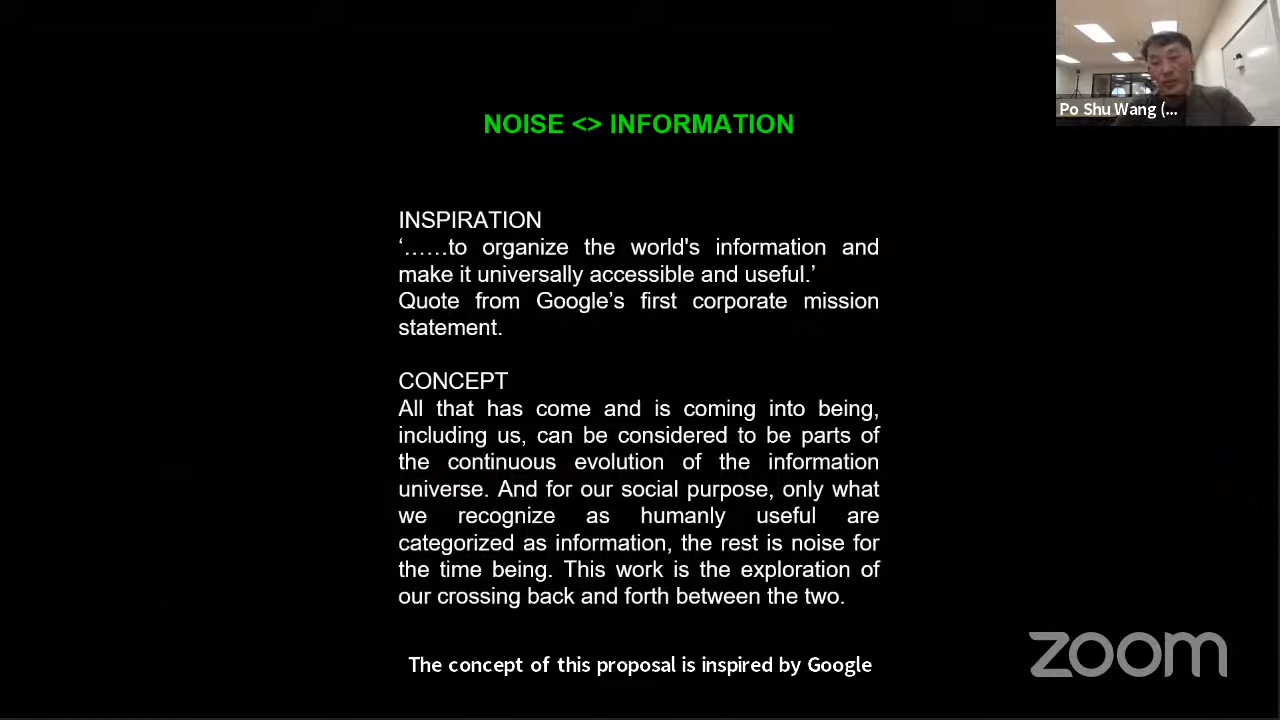 Po Shu Wang (...
NOISE <> INFORMATION
INSPIRATION
‘……to organize the world's information and
make it universally accessible and useful.’
Quote from Google’s first corporate mission
statement.
CONCEPT
All that has come and is coming into being,
including us, can be considered to be parts of
the continuous evolution of the information
universe. And for our social purpose, only what
we recognize as humanly useful are
categorized as information, the rest is noise for
the time being. This work is the exploration of
our crossing back and forth between the two.
The concept of this proposal is inspired by Google
zoom